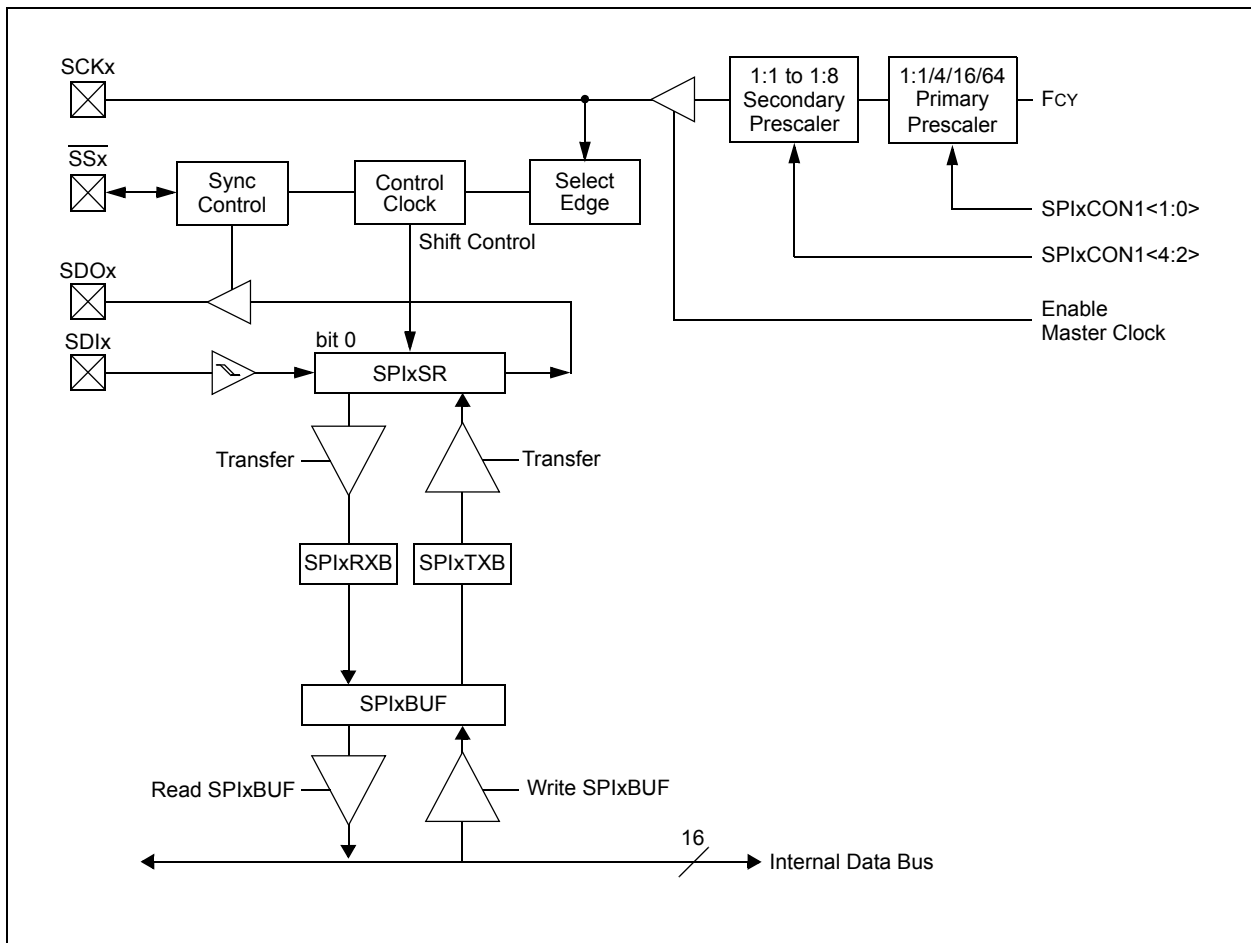 SCKx
1:1 to 1:8
Secondary
Prescaler
1:1/4/16/64
Primary
Prescaler
FCY
SSx
Sync
Control
Control
Clock
Select
Edge
Shift Control
SPIxCON1<1:0>
SPIxCON1<4:2>
SDOx
Enable
Master Clock
SDIx
bit 0
SPIxSR
Transfer
Transfer
SPIxRXB
SPIxTXB
SPIxBUF
Read SPIxBUF
Write SPIxBUF
16
Internal Data Bus